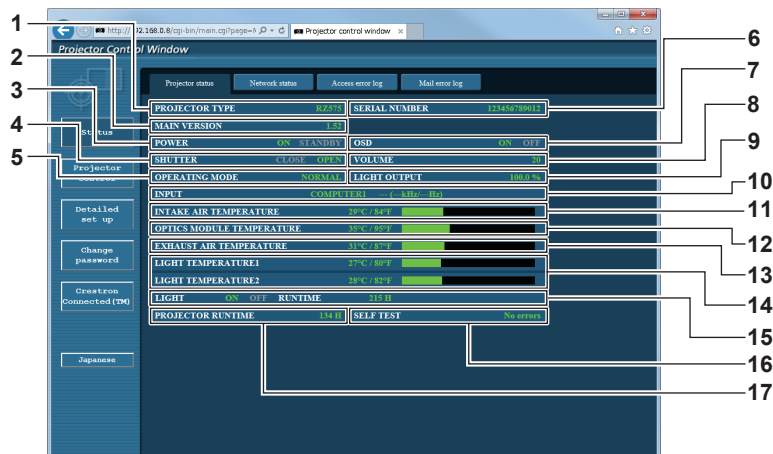 http://
2.168.0.8/cgi-bin/main.cgi?page=
Projector control window
Projector Control Window
Projector status
Network status
Access error log
Mail error log
Status
Projector
control
Detailed
set up
Change
password
Crestron
Connected(TM)
Japanese
PROJECTOR TYPE RZ575
SERIAL NUMBER 123456789012
MAIN VERSION 1.52
POWER ON STANDBY
OSD ON OFF
SHUTTER CLOSE OPEN
VOLUME 20
OPERATING MODE NORMAL
LIGHT OUTPUT 100.0 %
INPUT COMPUTER1 --- (---kHz/---Hz)
INTAKE AIR TEMPERATURE 29°C / 84°F
OPTICS MODULE TEMPERATURE 35°C / 95°F
EXHAUST AIR TEMPERATURE 31°C / 87°F
LIGHT TEMPERATURE1 27°C / 80°F
LIGHT TEMPERATURE2 28°C / 82°F
LIGHT ON OFF RUNTIME 215 H
PROJECTOR RUNTIME 134 H
SELF TEST No errors
1
2
3
4
5
6
7
8
9
10
11
12
13
14
15
16
17